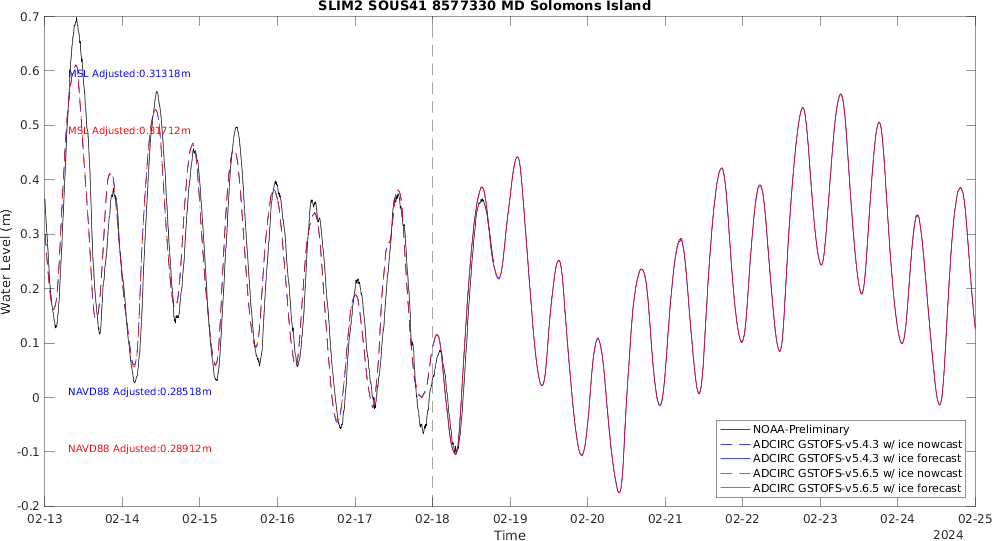 SLIM2 SOUS41 8577330 MD Solomons Island
Water Level (m)
0.7
0.6
0.5
0.4
0.3
0.2
0.1
0
-0.1
-0.2
MSL Adjusted:0.31318m
MSL Adjusted:0.31712m
NAVD88 Adjusted:0.28518m
NAVD88 Adjusted:0.28912m
NOAA-Preliminary
ADCIRC GSTOFS-v5.4.3 w/ ice nowcast
ADCIRC GSTOFS-v5.4.3 w/ ice forecast
ADCIRC GSTOFS-v5.6.5 w/ ice nowcast
ADCIRC GSTOFS-v5.6.5 w/ ice forecast
02-13 02-14 02-15 02-16 02-17 02-18 02-19 02-20 02-21 02-22 02-23 02-24 02-25
Time
2024